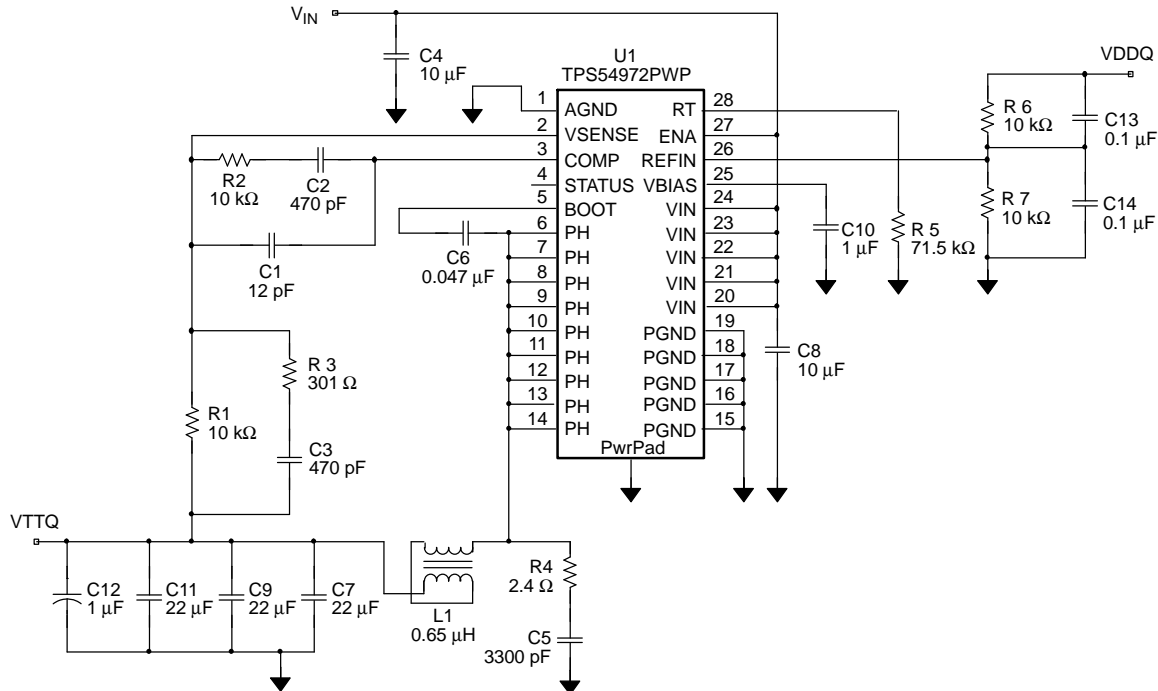 VIN
C4
10 µF
U1
TPS54972PWP
VDDQ
1 AGND RT 28
2 VSENSE ENA 27
3 COMP REFIN 26
4 STATUS VBIAS 25
5 BOOT VIN 24
6 PH VIN 23
7 PH VIN 22
8 PH VIN 21
9 PH VIN 20
10 PH PGND 19
11 PH PGND 18
12 PH PGND 17
13 PH PGND 16
14 PH PGND 15
PwrPad
R 6
10 kΩ
C13
0.1 µF
R2
10 kΩ
C2
470 pF
C1
12 pF
C6
0.047 µF
C10
1 µF
R 5
71.5 kΩ
R 7
10 kΩ
C14
0.1 µF
R 3
301 Ω
R1
10 kΩ
C3
470 pF
C8
10 µF
VTTQ
C12
1 µF
C11
22 µF
C9
22 µF
C7
22 µF
L1
0.65 µH
R4
2.4 Ω
C5
3300 pF